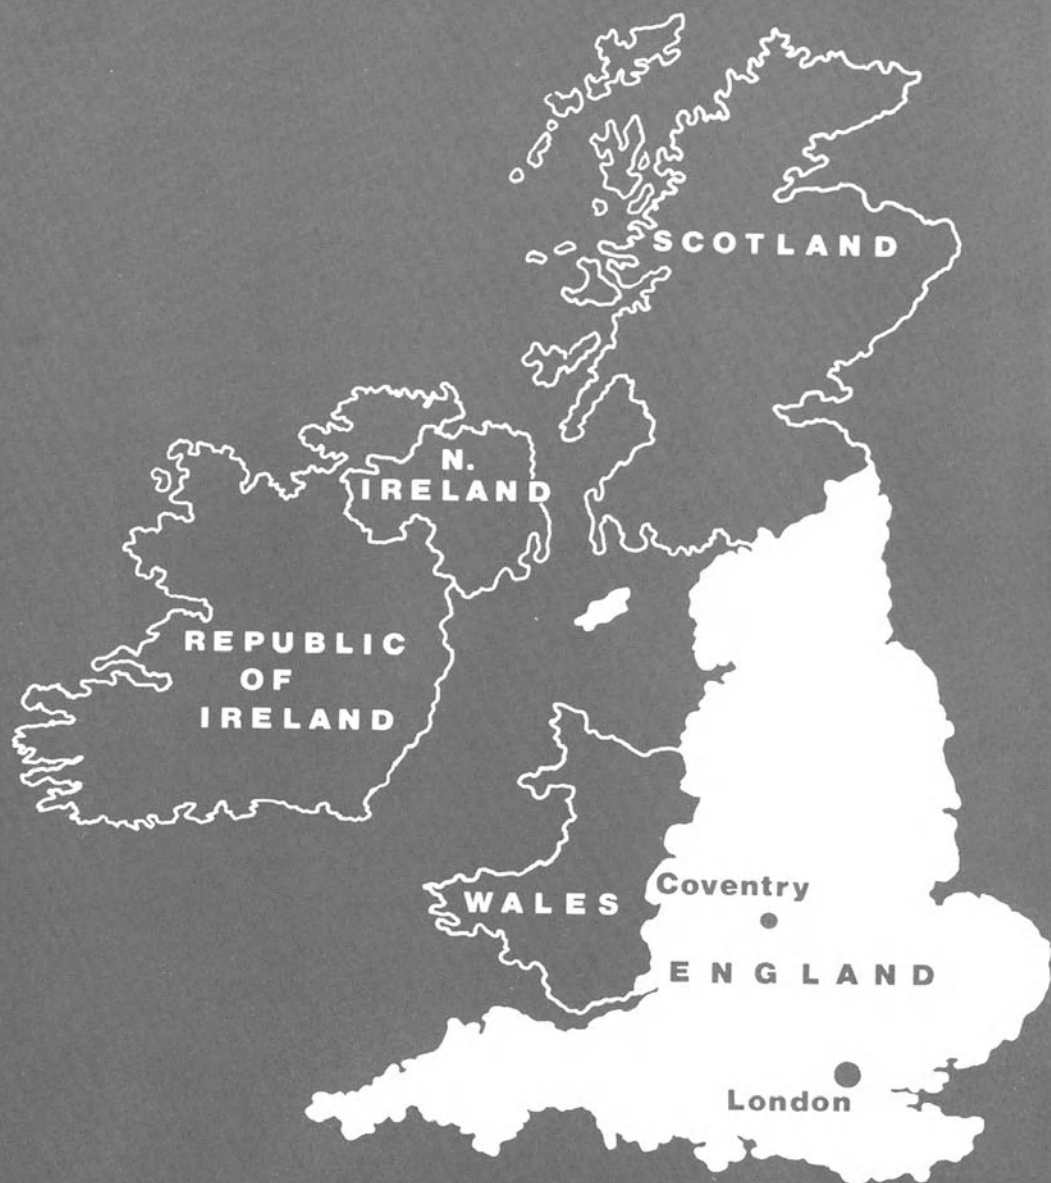 SCOTLAND
N.
IRELAND
REPUBLIC
OF
IRELAND
WALES
Coventry
ENGLAND
London